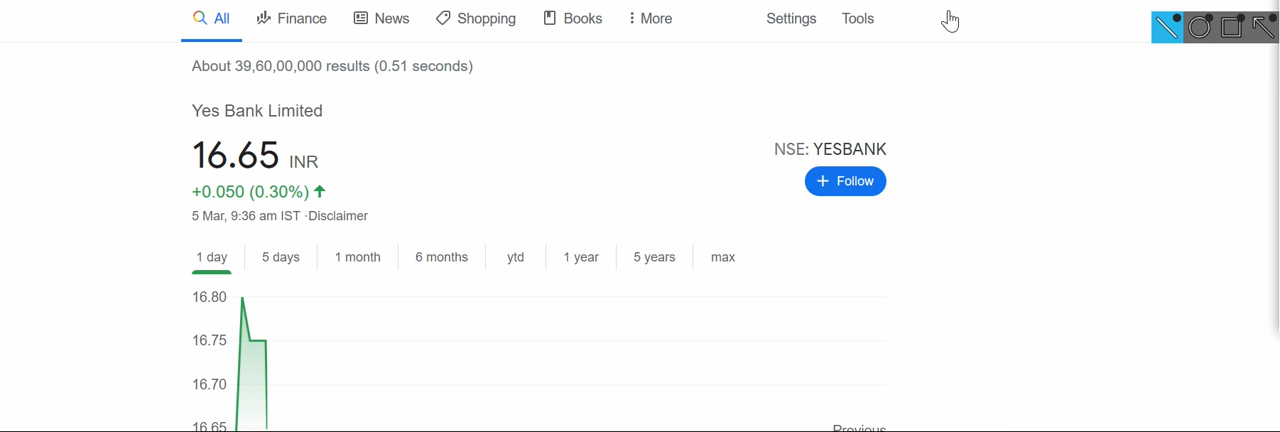 All Finance News Shopping Books More Settings Tools
About 39,60,00,000 results (0.51 seconds)
Yes Bank Limited
16.65 INR
NSE: YESBANK
+ Follow
+0.050 (0.30%)
5 Mar, 9:36 am IST ·Disclaimer
1 day 5 days 1 month 6 months ytd 1 year 5 years max
16.80
16.75
16.70
16.65
Previous